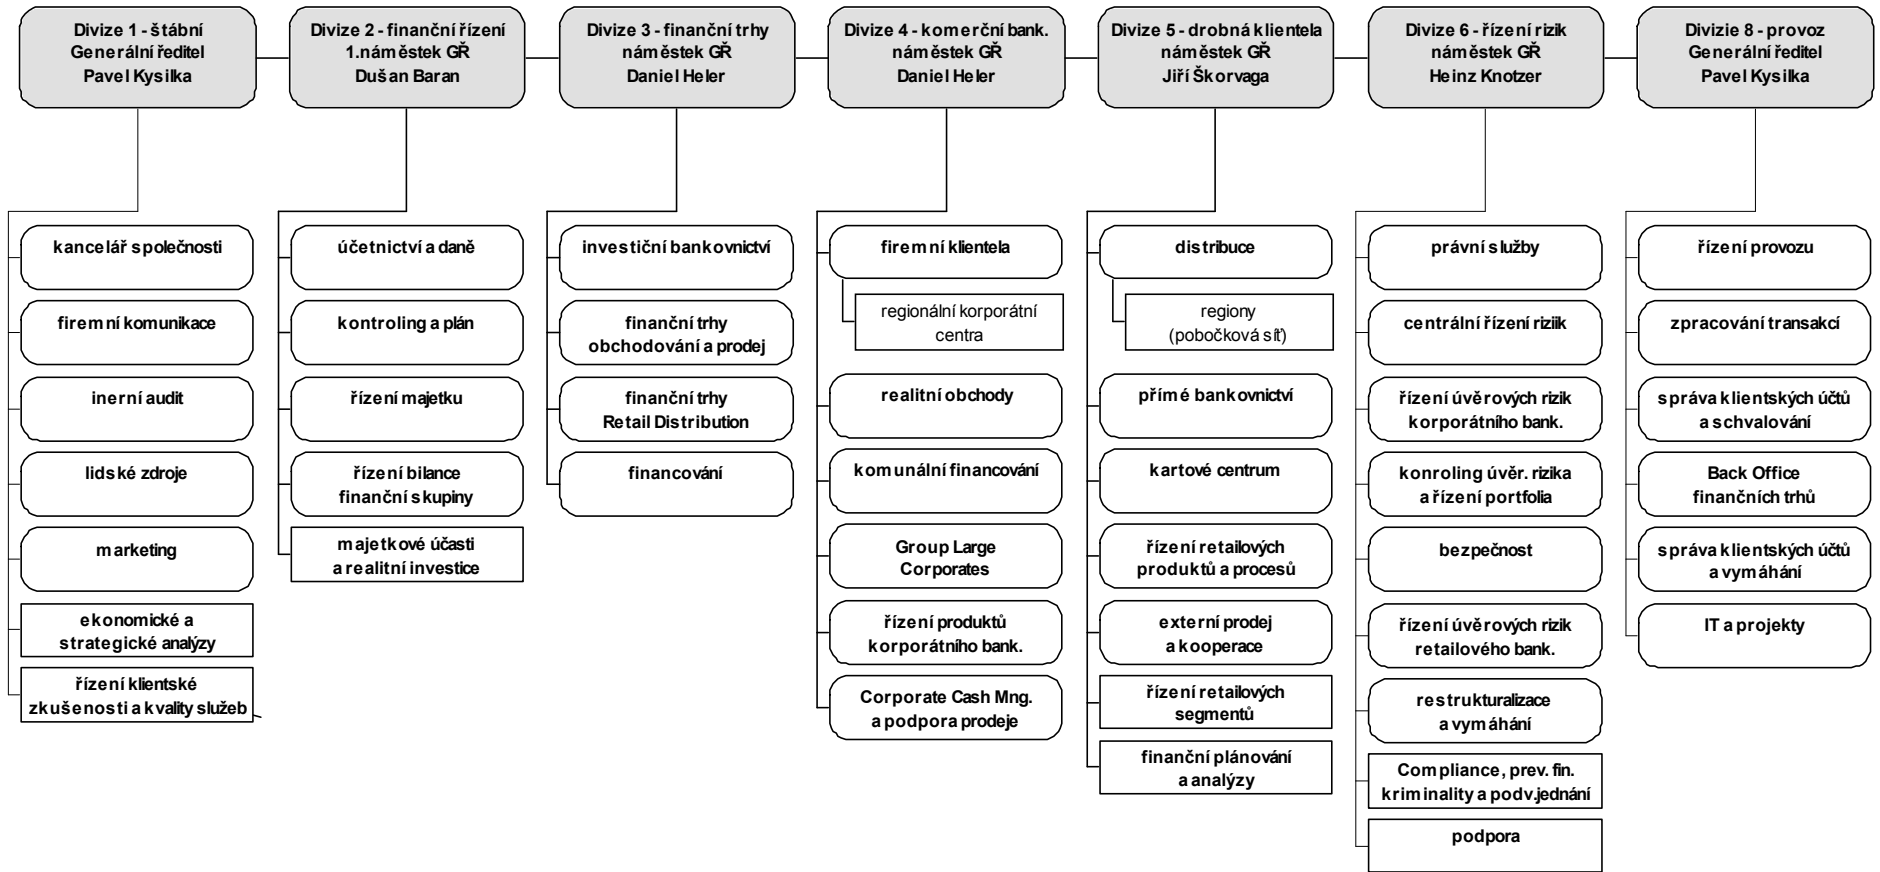 Divize 1 - štábní
Generální ředitel
Pavel Kysilka
Divize 2 - finanční řízení
1.náměstek GŘ
Dušan Baran
Divize 3 - finanční trhy
náměstek GŘ
Daniel Heler
Divize 4 - komerční bank.
náměstek GŘ
Daniel Heler
Divize 5 - drobná klientela
náměstek GŘ
Jiří Škorvaga
Divize 6 - řízení rizik
náměstek GŘ
Heinz Knotzer
Divizie 8 - provoz
Generální ředitel
Pavel Kysilka
kancelář společnosti
firemní komunikace
inerní audit
lidské zdroje
marketing
ekonomické a
strategické analýzy
řízení klientské
zkušenosti a kvality služeb
účetnictví a daně
kontroling a plán
řízení majetku
řízení bilance
finanční skupiny
majetkové účasti
a realitní investice
investiční bankovnictví
finanční trhy
obchodování a prodej
finanční trhy
Retail Distribution
financování
firemní klientela
regionální korporátní
centra
realitní obchody
komunální financování
Group Large
Corporates
řízení produktů
korporátního bank.
Corporate Cash Mng.
a podpora prodeje
distribuce
regiony
(pobočková síť)
přímé bankovnictví
kartové centrum
řízení retailových
produktů a procesů
externí prodej
a kooperace
řízení retailových
segmentů
finanční plánování
a analýzy
právní služby
centrální řízení riziik
řízení úvěrových rizik
korporátního bank.
konroling úvěr. rizika
a řízení portfolia
bezpečnost
řízení úvěrových rizik
retailového bank.
restrukturalizace
a vymáhání
Compliance, prev. fin.
kriminality a podv.jednání
podpora
řízení provozu
zpracování transakcí
správa klientských účtů
a schvalování
Back Office
finančních trhů
správa klientských účtů
a vymáhání
IT a projekty